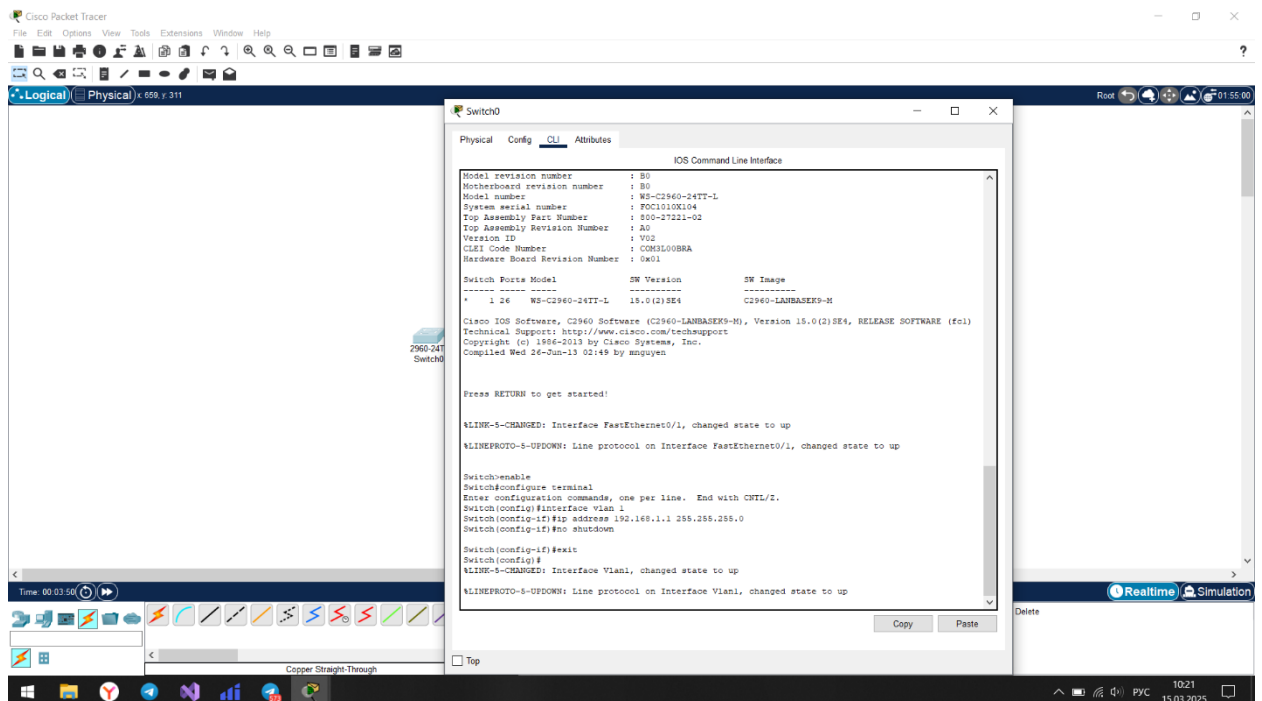 Cisco Packet Tracer
File Edit Options View Tools Extensions Window Help
?
Logical Physical x: 659, y: 311
Root 01:55:00
Switch0
Physical Config CLI Attributes
IOS Command Line Interface
Model revision number : B0
Motherboard revision number : B0
Model number : WS-C2960-24TT-L
System serial number : FOC1010X104
Top Assembly Part Number : 800-27221-02
Top Assembly Revision Number : A0
Version ID : V02
CLEI Code Number : COM3L00BRA
Hardware Board Revision Number : 0x01
Switch Ports Model SW Version SW Image
------ ----- ----- ---------- ----------
* 1 26 WS-C2960-24TT-L 15.0(2)SE4 C2960-LANBASEK9-M
Cisco IOS Software, C2960 Software (C2960-LANBASEK9-M), Version 15.0(2)SE4, RELEASE SOFTWARE (fc1)
Technical Support: http://www.cisco.com/techsupport
Copyright (c) 1986-2013 by Cisco Systems, Inc.
Compiled Wed 26-Jun-13 02:49 by mnguyen
Press RETURN to get started!
%LINK-5-CHANGED: Interface FastEthernet0/1, changed state to up
%LINEPROTO-5-UPDOWN: Line protocol on Interface FastEthernet0/1, changed state to up
Switch>enable
Switch#configure terminal
Enter configuration commands, one per line. End with CNTL/Z.
Switch(config)#interface vlan 1
Switch(config-if)#ip address 192.168.1.1 255.255.255.0
Switch(config-if)#no shutdown
Switch(config-if)#exit
Switch(config)#
%LINK-5-CHANGED: Interface Vlan1, changed state to up
%LINEPROTO-5-UPDOWN: Line protocol on Interface Vlan1, changed state to up
Copy Paste
Top
2960-24T
Switch0
Time: 00:03:50
Realtime Simulation
Delete
Copper Straight-Through
573
РУС
10:21
15.03.2025